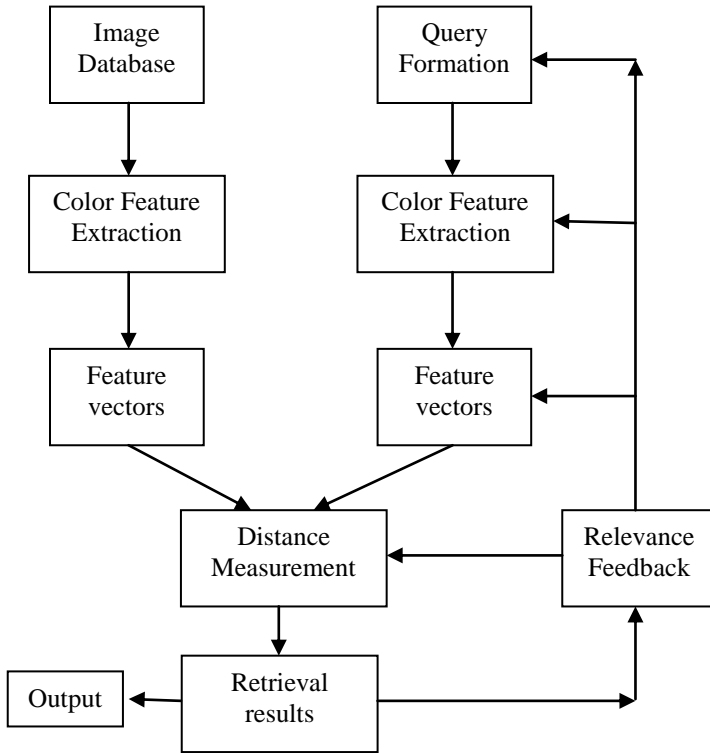 Image
Database
Query
Formation
Color Feature
Extraction
Color Feature
Extraction
Feature
vectors
Feature
vectors
Distance
Measurement
Relevance
Feedback
Output
Retrieval
results